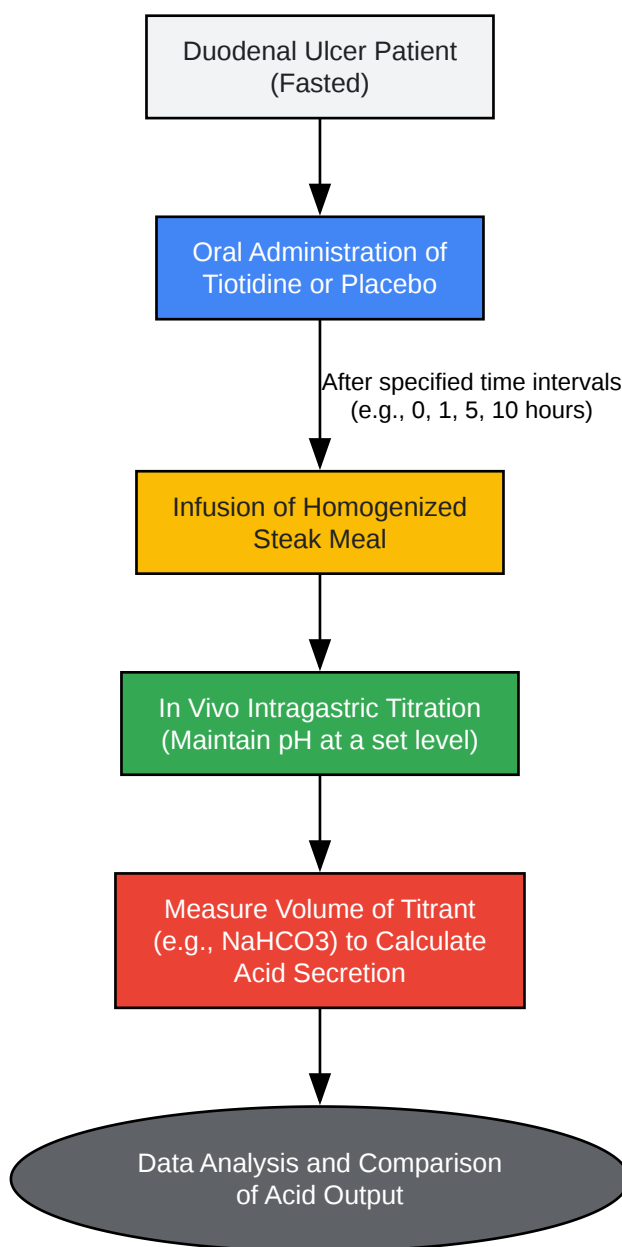 Duodenal Ulcer Patient
(Fasted)
Oral Administration of
Tiotidine or Placebo
After specified time intervals
(e.g., 0, 1, 5, 10 hours)
Infusion of Homogenized
Steak Meal
In Vivo Intragastric Titration
(Maintain pH at a set level)
Measure Volume of Titrant
(e.g., NaHCO3) to Calculate
Acid Secretion
Data Analysis and Comparison
of Acid Output